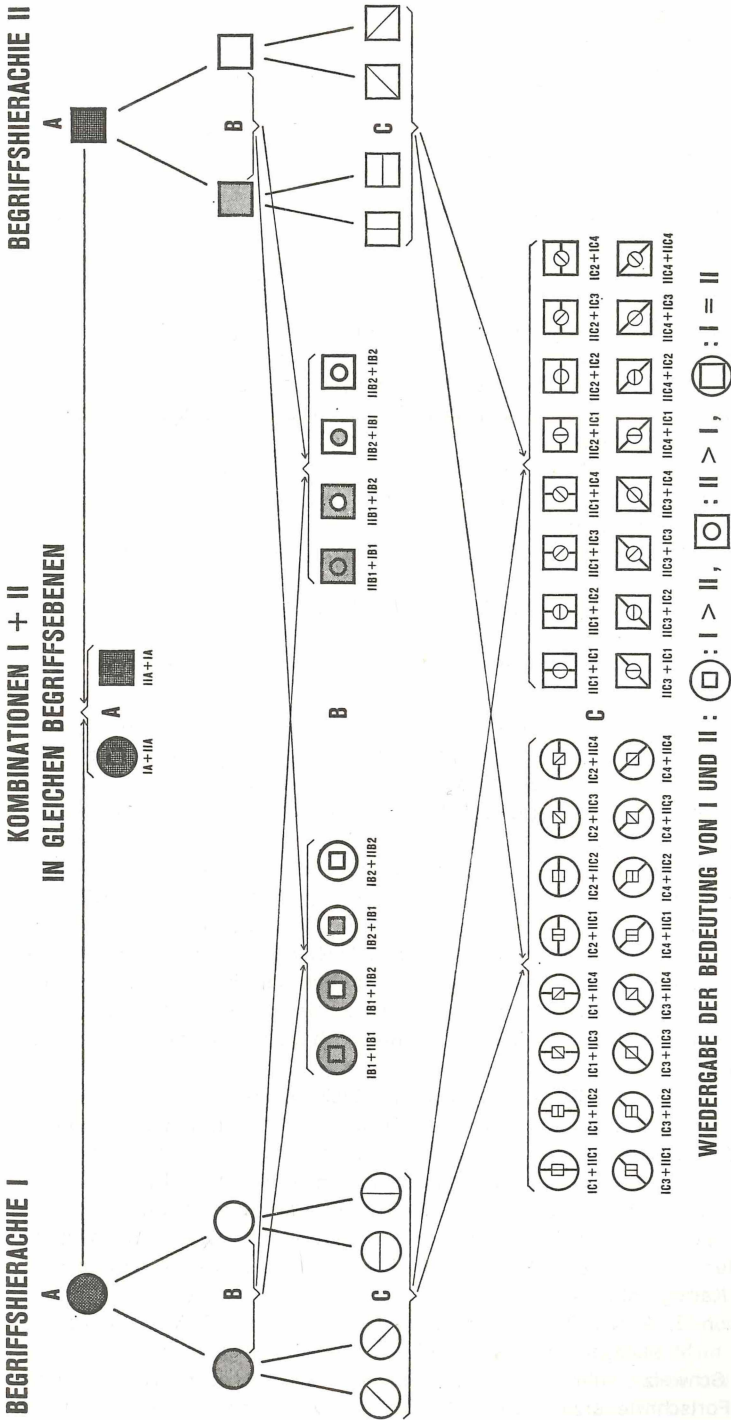 BEGRIFFSHIERACHIE I
KOMBINATIONEN I + II
IN GLEICHEN BEGRIFFSEBENEN
BEGRIFFSHIERACHIE II
A
A
A
IA+IIA
IIA+IA
B
B
B
IB1+IIB1 IB1+IIB2 IB2+IIB1 IB2+IIB2
IIB1+IB1 IIB1+IB2 IIB2+IBI IIB2+IB2
C
C
C
IC1+IIC1 IC1+IIC2 IC1+IIC3 IC1+IIC4 IC2+IIC1 IC2+IIC2 IC2+IIC3 IC2+IIC4
IIC1+IC1 IIC1+IC2 IIC1+IC3 IIC1+IC4 IIC2+IC1 IIC2+IC2 IIC2+IC3 IC2+IC4
IC3+IIC1 IC3+IIC2 IC3+IIC3 IC3+IIC4 IC4+IIC1 IC4+IIC2 IC4+IIC3 IC4+IIC4
IIC3+IC1 IIC3+IC2 IIC3+IC3 IIC3+IC4 IIC4+IC1 IIC4+IC2 IIC4+IC3 IIC4+IIC4
WIEDERGABE DER BEDEUTUNG VON I UND II : : I > II , : II > I , : I = II